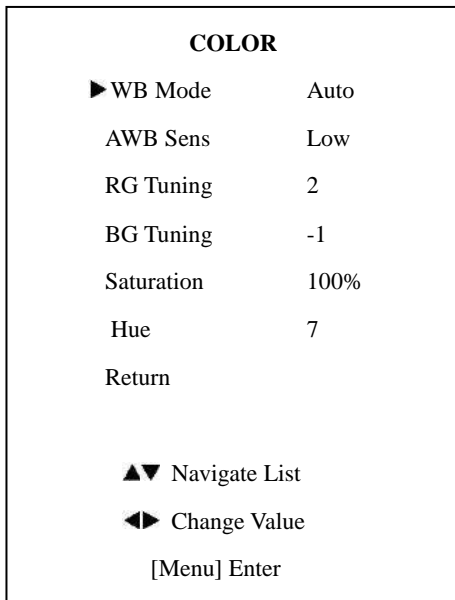 COLOR
▶WB Mode Auto
AWB Sens Low
RG Tuning 2
BG Tuning -1
Saturation 100%
Hue 7
Return
▲▼ Navigate List
◀▶ Change Value
[Menu] Enter